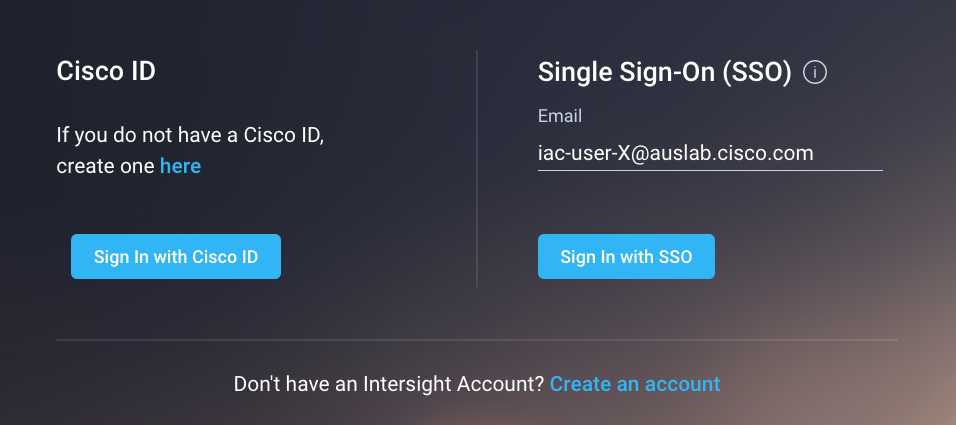 Cisco ID
If you do not have a Cisco ID,
create one here
Sign In with Cisco ID
Single Sign-On (SSO) i
Email
iac-user-X@auslab.cisco.com
Sign In with SSO
Don't have an Intersight Account? Create an account